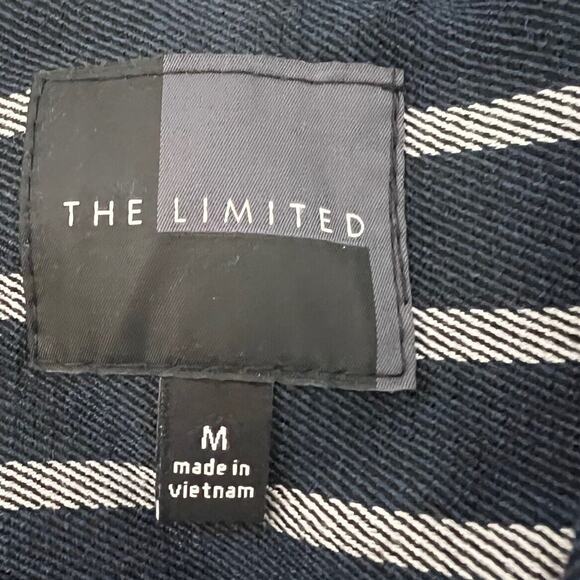 THE LIMITED
M
made in
vietnam